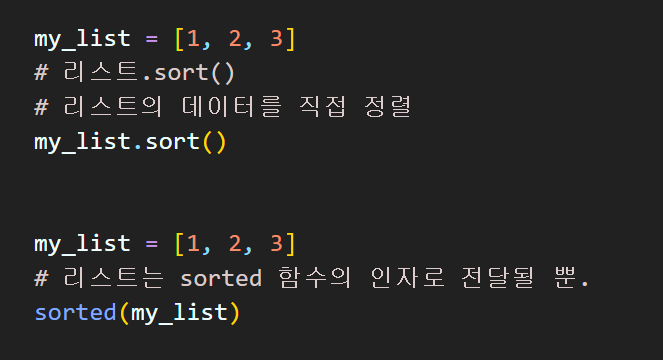 my_list = [1, 2, 3]
# 리스트.sort()
# 리스트의 데이터를 직접 정렬
my_list.sort()
my_list = [1, 2, 3]
# 리스트는 sorted 함수의 인자로 전달될 뿐.
sorted(my_list)